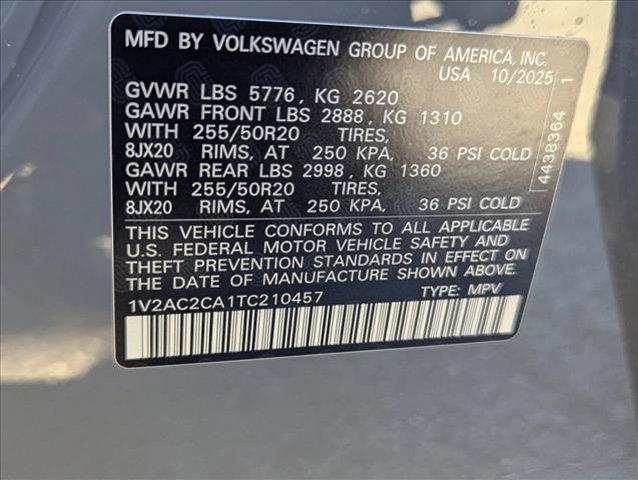 MFD BY VOLKSWAGEN GROUP OF AMERICA, INC.
USA 10/2025
GVWR LBS 5776, KG 2620
GAWR FRONT LBS 2888, KG 1310
WITH 255/50R20 TIRES,
8JX20 RIMS, AT 250 KPA, 36 PSI COLD
GAWR REAR LBS 2998, KG 1360
WITH 255/50R20 TIRES,
8JX20 RIMS, AT 250 KPA, 36 PSI COLD
THIS VEHICLE CONFORMS TO ALL APPLICABLE
U.S. FEDERAL MOTOR VEHICLE SAFETY AND
THEFT PREVENTION STANDARDS IN EFFECT ON
THE DATE OF MANUFACTURE SHOWN ABOVE.
1V2AC2CA1TC210457 TYPE: MPV
4438364 1